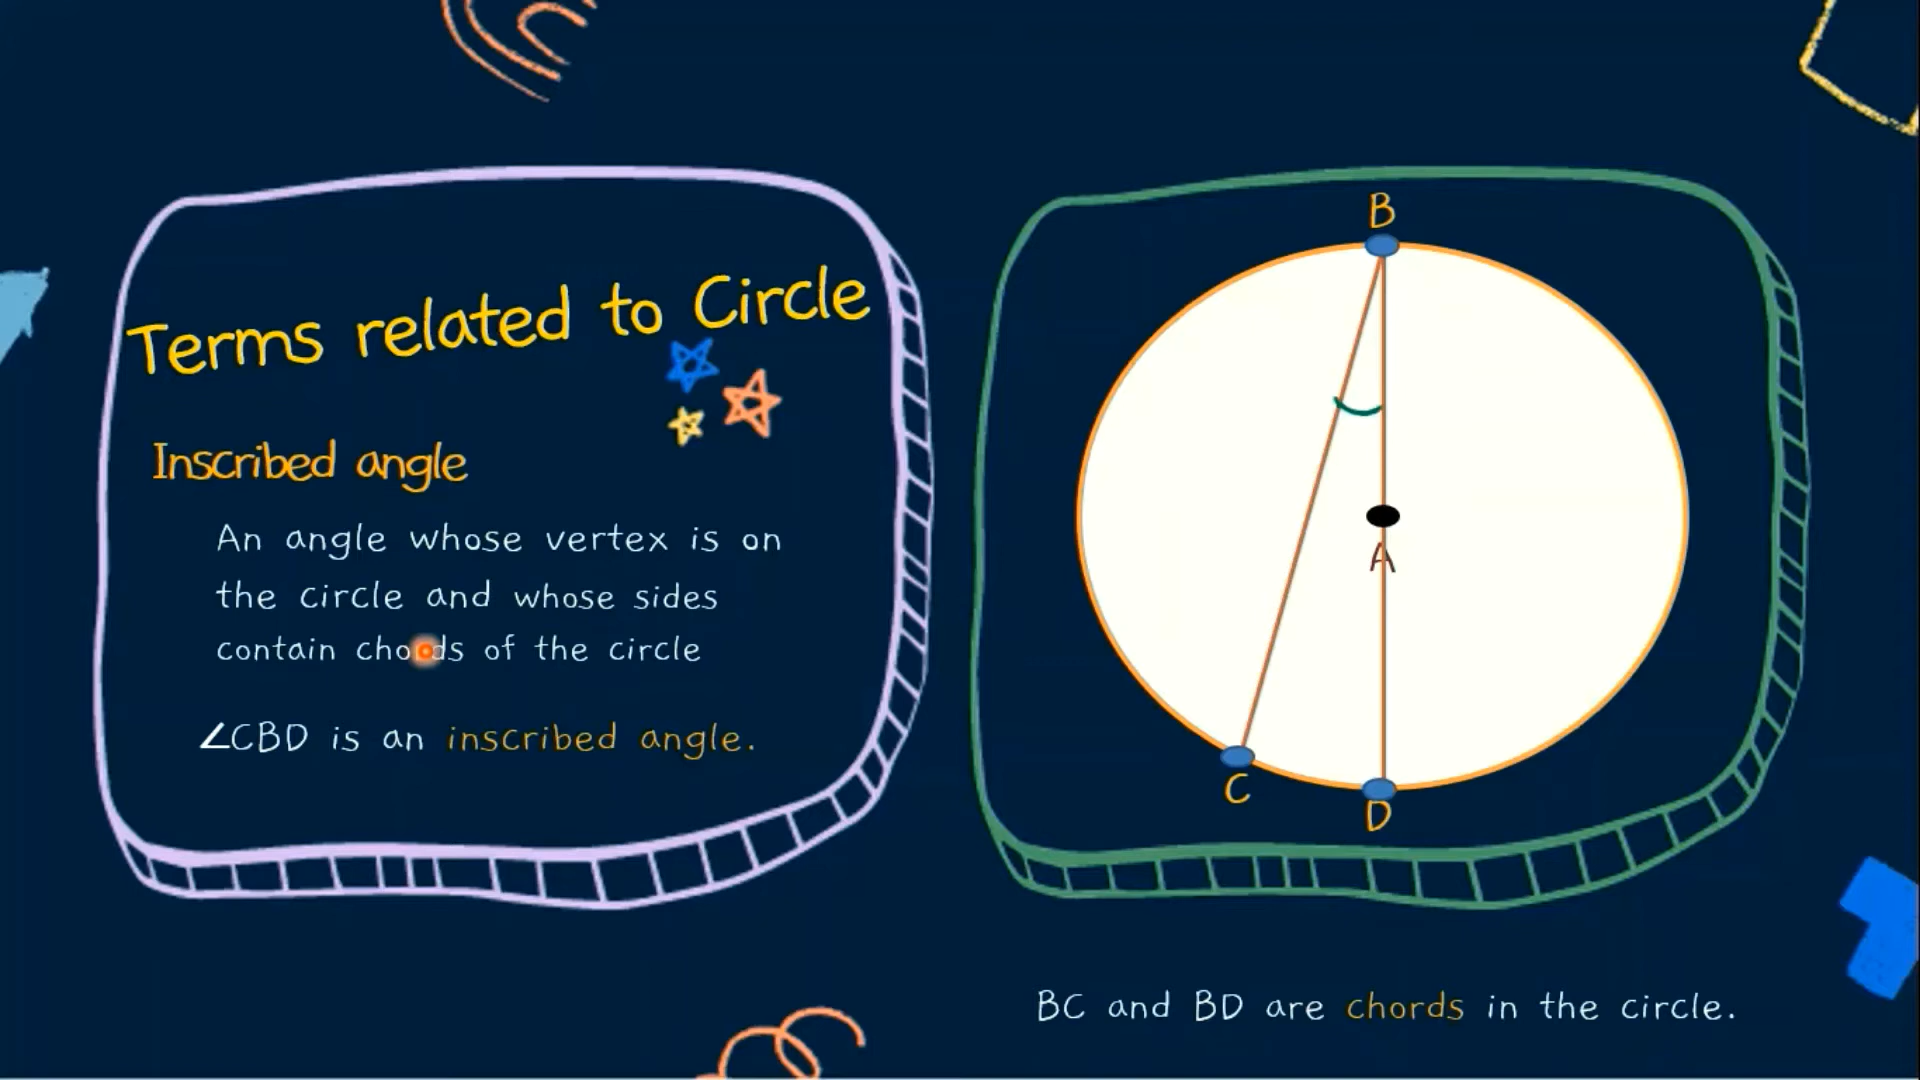 Terms related to Circle
Inscribed angle
An angle whose vertex is on
the circle and whose sides
contain chords of the circle
∠CBD is an inscribed angle.
B
A
C
D
BC and BD are chords in the circle.